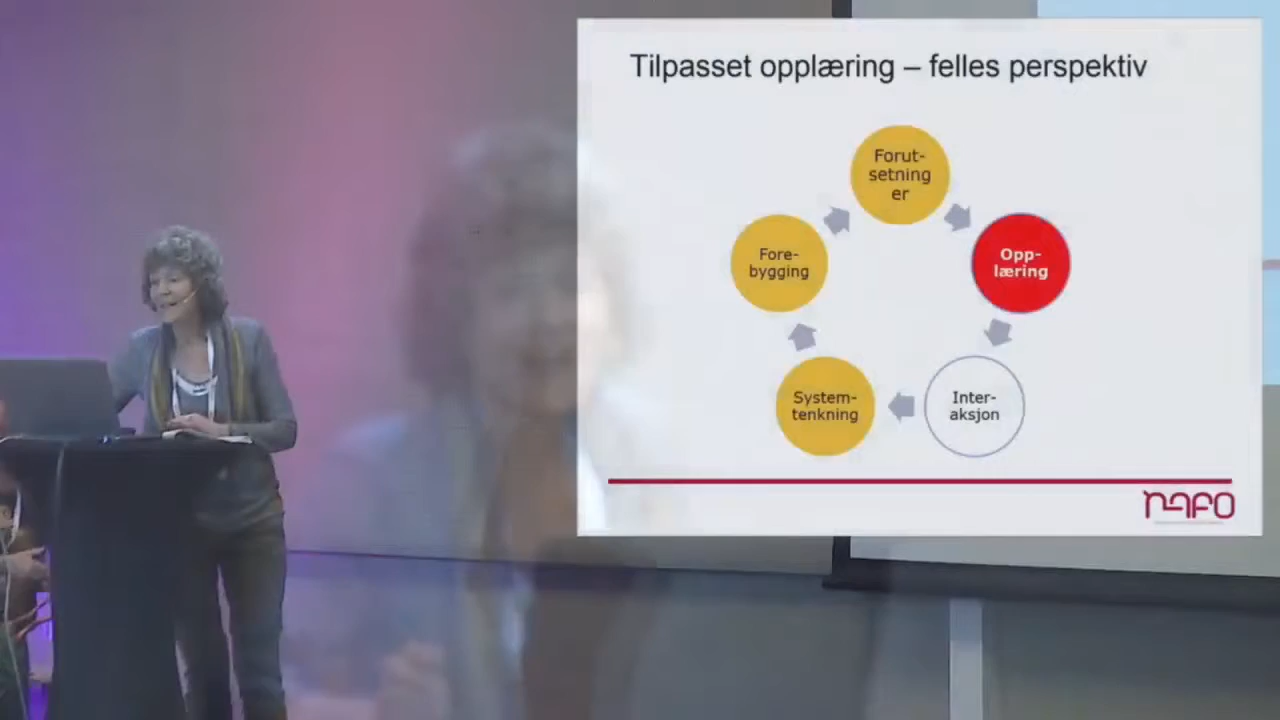 Tilpasset opplæring – felles perspektiv
Forut-
setning
er
Opp-
læring
Inter-
aksjon
System-
tenkning
Fore-
bygging
NAFO